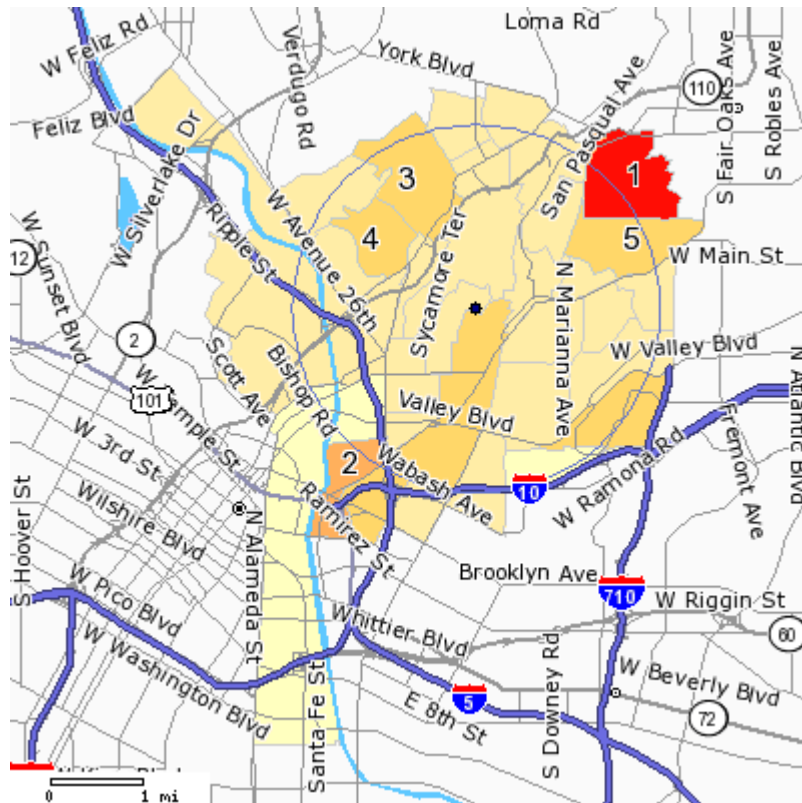 Loma Rd
W Feliz Rd
Verdugo Rd
York Blvd
San Pasqual Ave
110
S Fair Oaks Ave
S Robles Ave
Feliz Blvd
W Silverlake Dr
3
1
W Avenue 26th
Ripple St
4
5
12
W Sunset Blvd
Sycamore Ter
N Marianna Ave
W Main St
2
Scott Ave
Bishop Rd
W Valley Blvd
N Atlantic Blvd
101
W Temple St
Valley Blvd
W 3rd St
2
Wabash Ave
10
W Ramona Rd
Fremont Ave
Wilshire Blvd
S Hoover St
N Alameda St
Ramirez St
Brooklyn Ave
710
W Riggin St
W Pico Blvd
Whittier Blvd
60
W Washington Blvd
Santa Fe St
5
E 8th St
S Downey Rd
W Beverly Blvd
72
0
1 mi